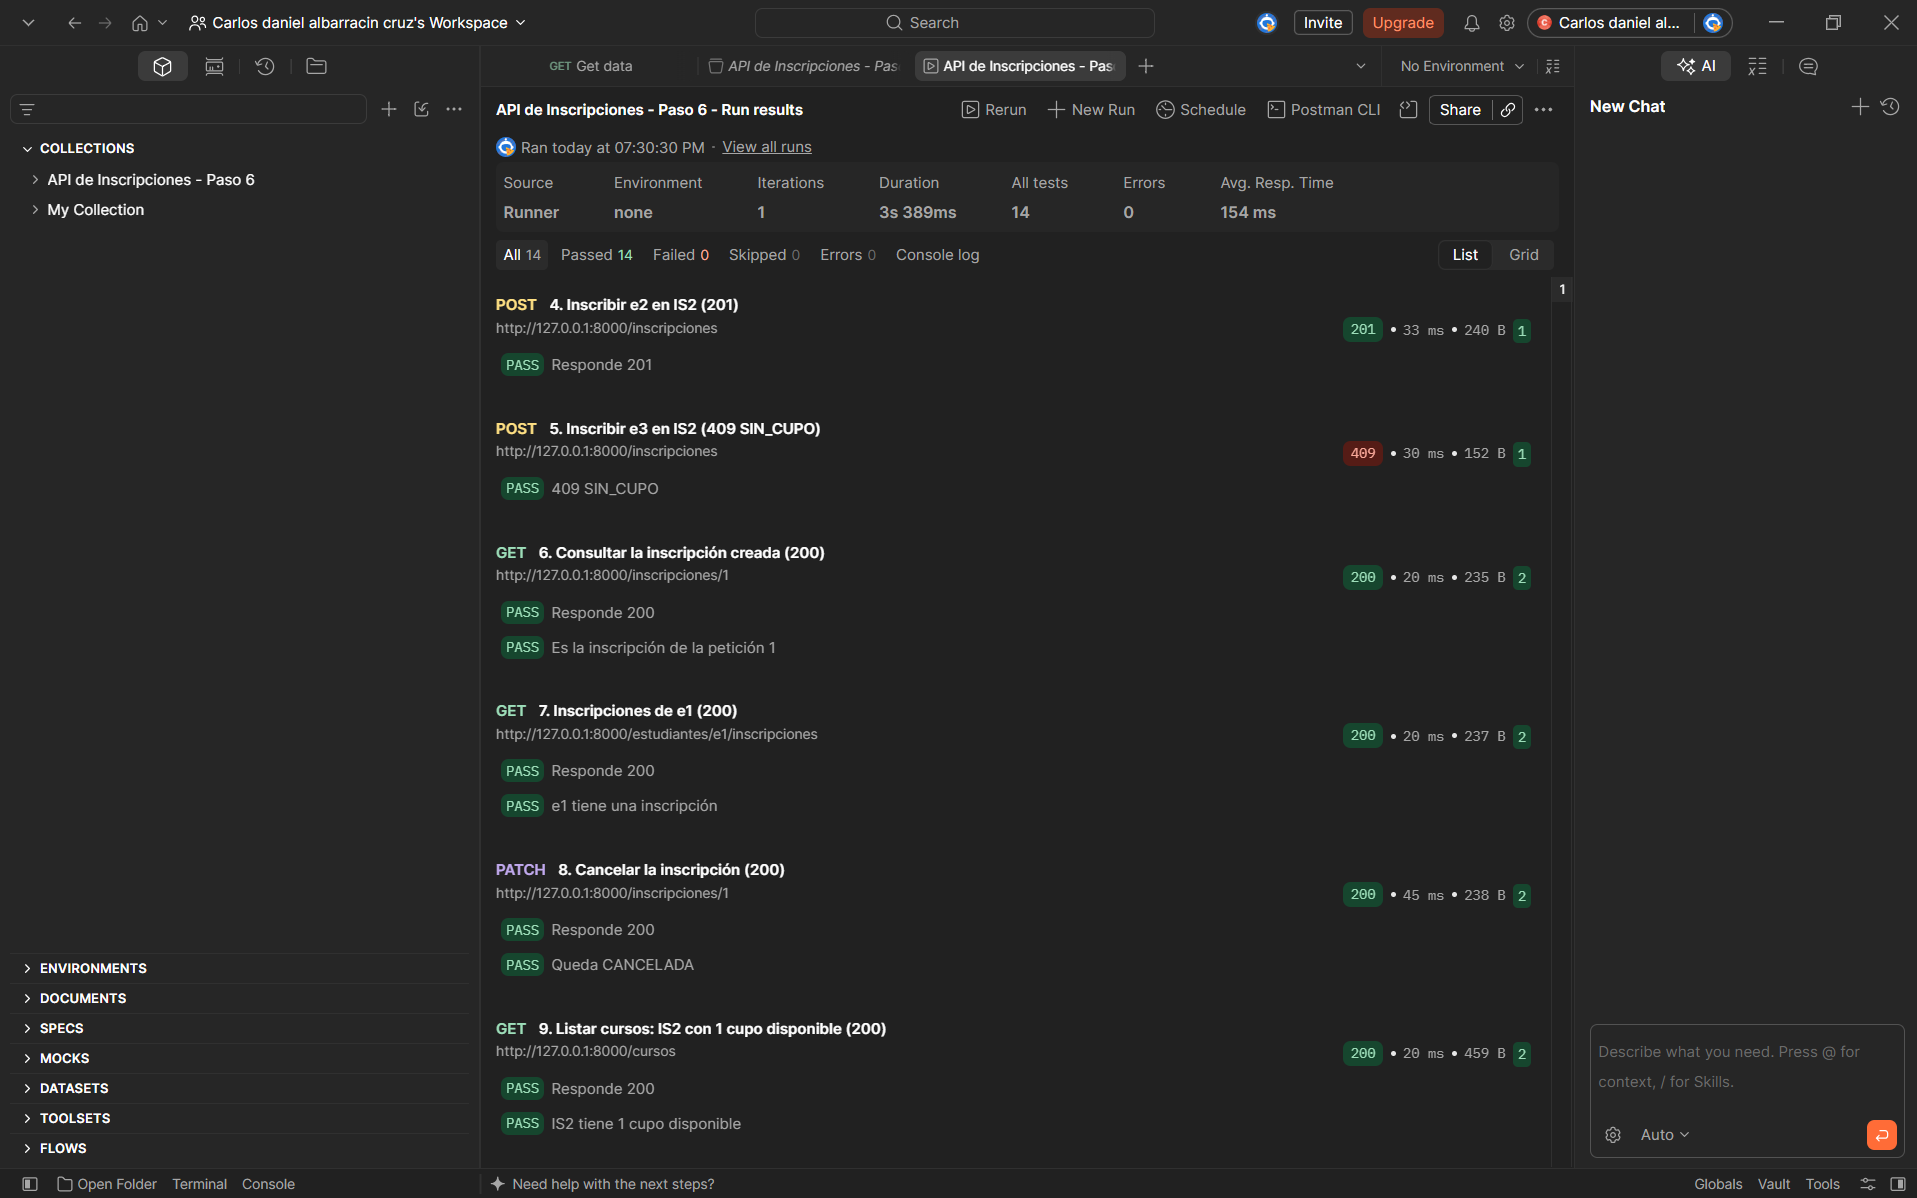 Carlos daniel albarracin cruz's Workspace
Search
Invite
Upgrade
Carlos daniel al...
GET Get data
API de Inscripciones - Pas
API de Inscripciones - Pas
No Environment
AI
COLLECTIONS
API de Inscripciones - Paso 6
My Collection
ENVIRONMENTS
DOCUMENTS
SPECS
MOCKS
DATASETS
TOOLSETS
FLOWS
API de Inscripciones - Paso 6 - Run results
Rerun
New Run
Schedule
Postman CLI
Share
Ran today at 07:30:30 PM · View all runs
Source Environment Iterations Duration All tests Errors Avg. Resp. Time
Runner none 1 3s 389ms 14 0 154 ms
All 14 Passed 14 Failed 0 Skipped 0 Errors 0 Console log
List Grid
1
POST 4. Inscribir e2 en IS2 (201)
http://127.0.0.1:8000/inscripciones
201 • 33 ms • 240 B 1
PASS Responde 201
POST 5. Inscribir e3 en IS2 (409 SIN_CUPO)
http://127.0.0.1:8000/inscripciones
409 • 30 ms • 152 B 1
PASS 409 SIN_CUPO
GET 6. Consultar la inscripción creada (200)
http://127.0.0.1:8000/inscripciones/1
200 • 20 ms • 235 B 2
PASS Responde 200
PASS Es la inscripción de la petición 1
GET 7. Inscripciones de e1 (200)
http://127.0.0.1:8000/estudiantes/e1/inscripciones
200 • 20 ms • 237 B 2
PASS Responde 200
PASS e1 tiene una inscripción
PATCH 8. Cancelar la inscripción (200)
http://127.0.0.1:8000/inscripciones/1
200 • 45 ms • 238 B 2
PASS Responde 200
PASS Queda CANCELADA
GET 9. Listar cursos: IS2 con 1 cupo disponible (200)
http://127.0.0.1:8000/cursos
200 • 20 ms • 459 B 2
PASS Responde 200
PASS IS2 tiene 1 cupo disponible
New Chat
Describe what you need. Press @ for
context, / for Skills.
Auto
Open Folder
Terminal
Console
Need help with the next steps?
Globals
Vault
Tools